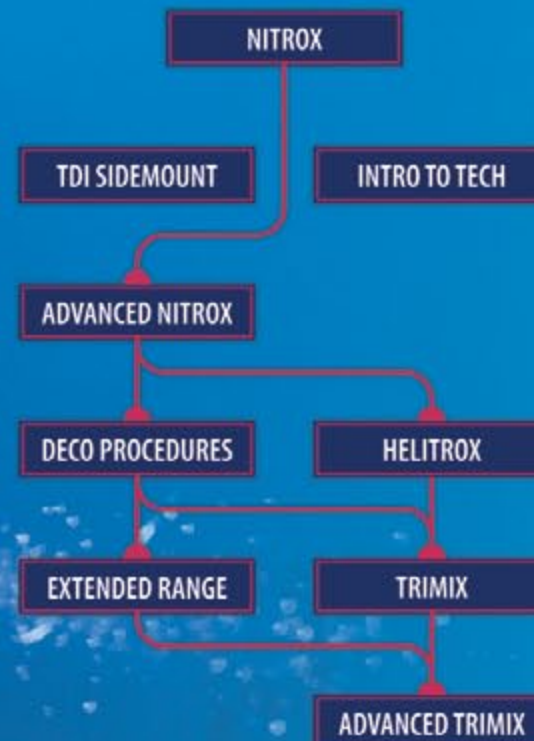 NITROX
TDI SIDEMOUNT
INTRO TO TECH
ADVANCED NITROX
DECO PROCEDURES
HELITROX
EXTENDED RANGE
TRIMIX
ADVANCED TRIMIX